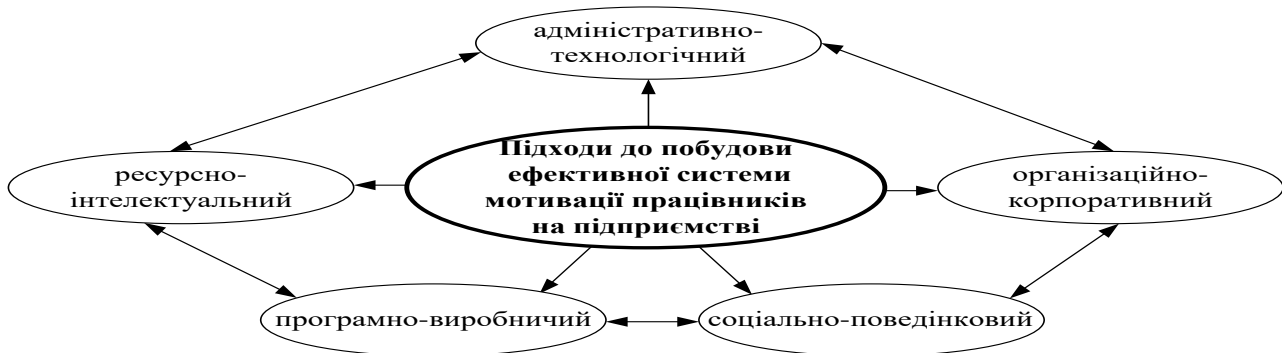 адміністративно-
технологічний
Підходи до побудови
ефективної системи
мотивації працівників
на підприємстві
ресурсно-
інтелектуальний
організаційно-
корпоративний
програмно-виробничий
соціально-поведінковий